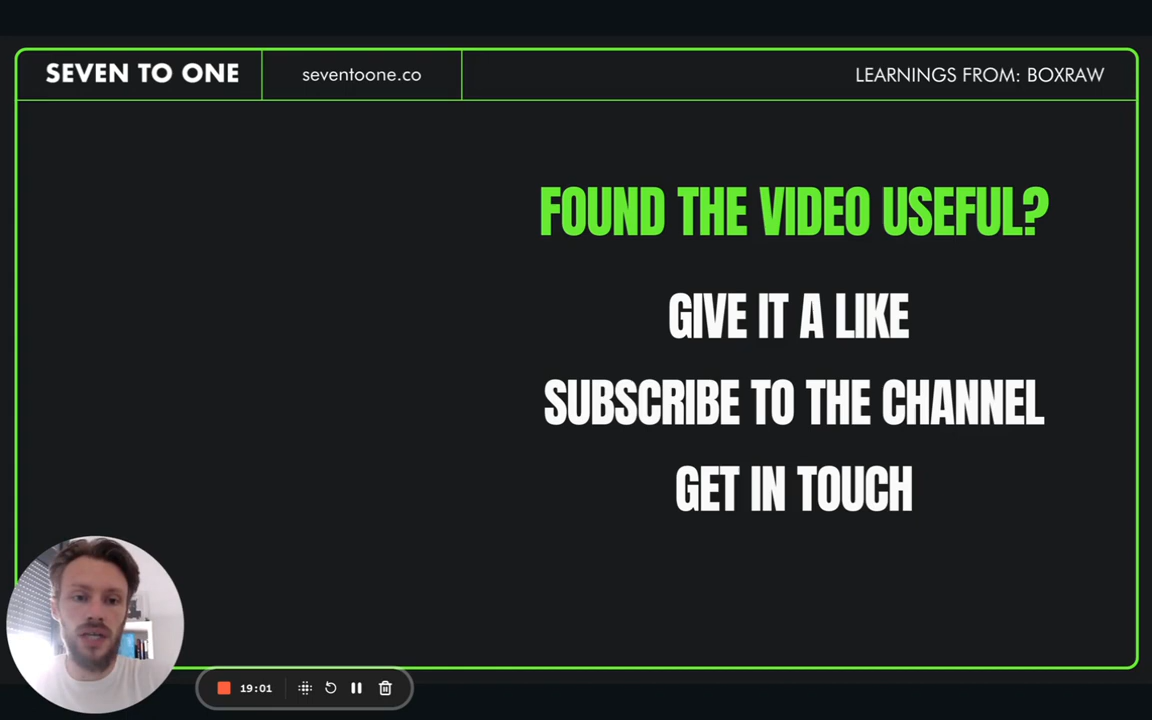 SEVEN TO ONE
seventoone.co
LEARNINGS FROM: BOXRAW
FOUND THE VIDEO USEFUL?
GIVE IT A LIKE
SUBSCRIBE TO THE CHANNEL
GET IN TOUCH
19:01